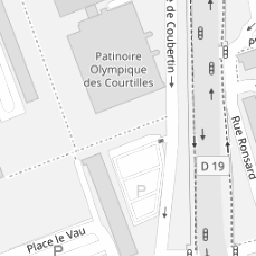 Patinoire
Olympique
des Courtilles
de Coubertin
D 19
Rue Ronsard
P
Place le Vau
P